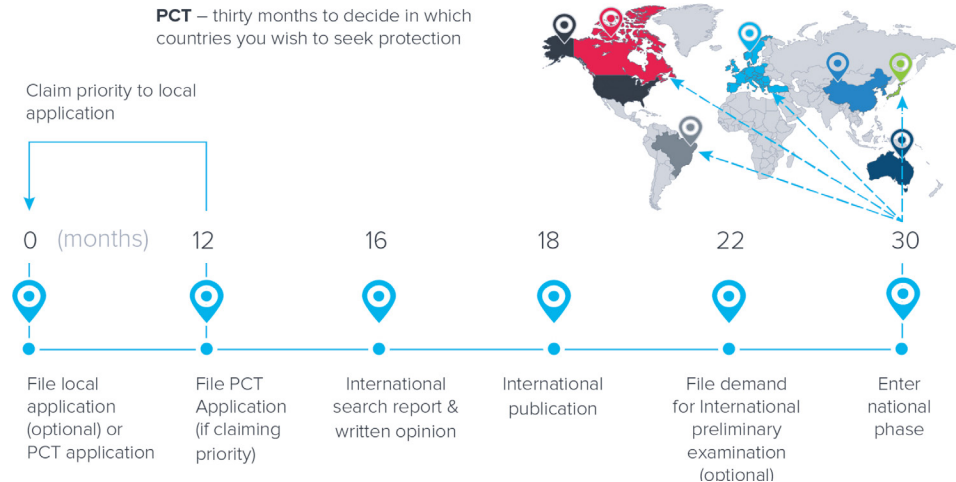 PCT – thirty months to decide in which
countries you wish to seek protection
Claim priority to local
application
0 (months) 12 16 18 22 30
File local
application
(optional) or
PCT application
File PCT
Application
(if claiming
priority)
International
search report &
written opinion
International
publication
File demand
for International
preliminary
examination
(optional)
Enter
national
phase